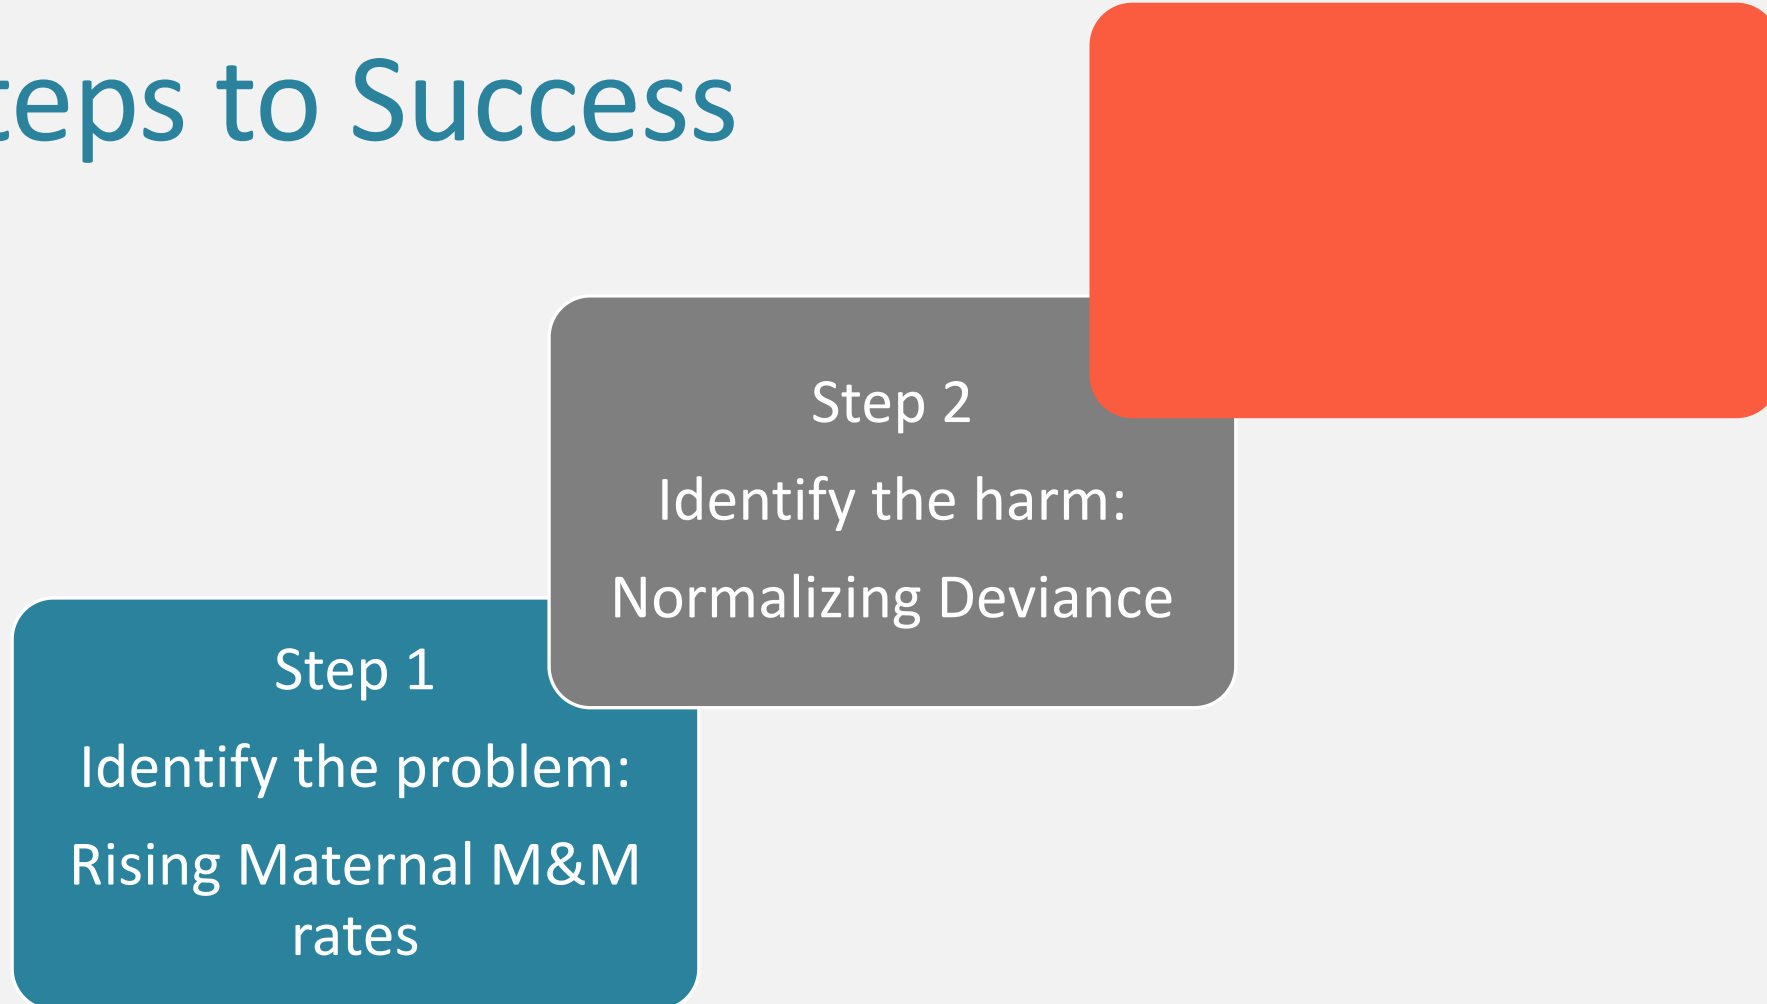 teps to Success
Step 2
Identify the harm:
Normalizing Deviance
Step 1
Identify the problem:
Rising Maternal M&M
rates